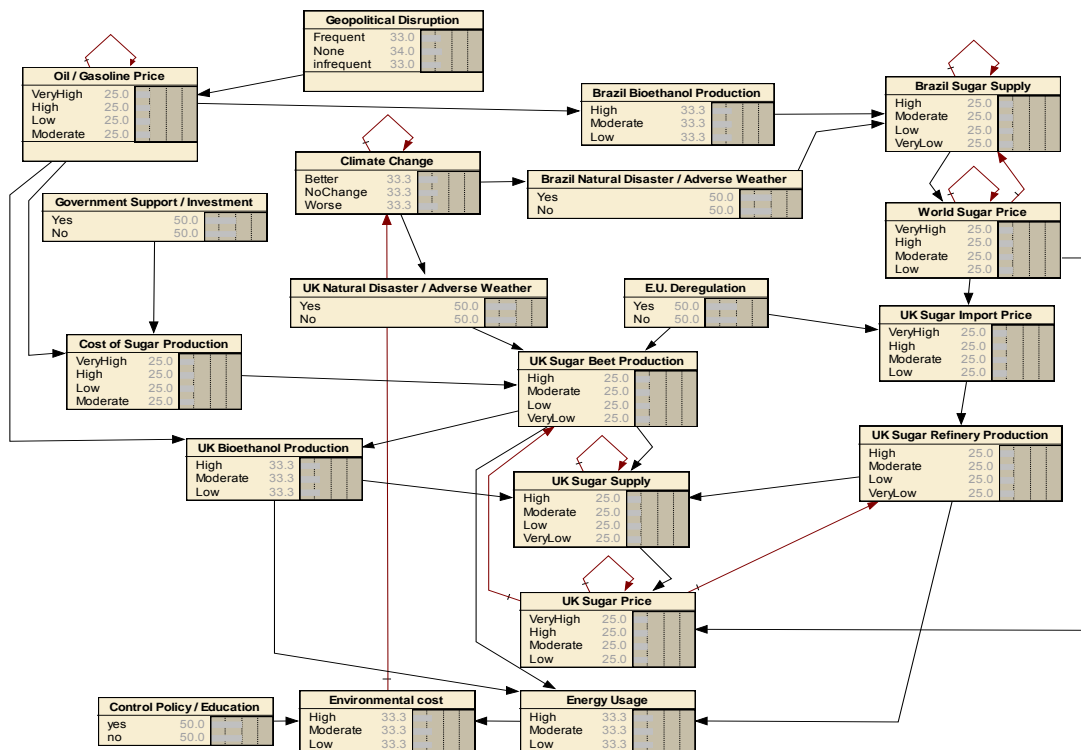 Geopolitical Disruption
Frequent 33.0
None 34.0
infrequent 33.0
Oil / Gasoline Price
VeryHigh 25.0
High 25.0
Low 25.0
Moderate 25.0
Brazil Bioethanol Production
High 33.3
Moderate 33.3
Low 33.3
Brazil Sugar Supply
High 25.0
Moderate 25.0
Low 25.0
VeryLow 25.0
Climate Change
Better 33.3
NoChange 33.3
Worse 33.3
Brazil Natural Disaster / Adverse Weather
Yes 50.0
No 50.0
Government Support / Investment
Yes 50.0
No 50.0
World Sugar Price
VeryHigh 25.0
High 25.0
Moderate 25.0
Low 25.0
UK Natural Disaster / Adverse Weather
Yes 50.0
No 50.0
E.U. Deregulation
Yes 50.0
No 50.0
UK Sugar Import Price
VeryHigh 25.0
High 25.0
Moderate 25.0
Low 25.0
Cost of Sugar Production
VeryHigh 25.0
High 25.0
Low 25.0
Moderate 25.0
UK Sugar Beet Production
High 25.0
Moderate 25.0
Low 25.0
VeryLow 25.0
UK Bioethanol Production
High 33.3
Moderate 33.3
Low 33.3
UK Sugar Refinery Production
High 25.0
Moderate 25.0
Low 25.0
VeryLow 25.0
UK Sugar Supply
High 25.0
Moderate 25.0
Low 25.0
VeryLow 25.0
UK Sugar Price
VeryHigh 25.0
High 25.0
Moderate 25.0
Low 25.0
Control Policy / Education
yes 50.0
no 50.0
Environmental cost
High 33.3
Moderate 33.3
Low 33.3
Energy Usage
High 33.3
Moderate 33.3
Low 33.3